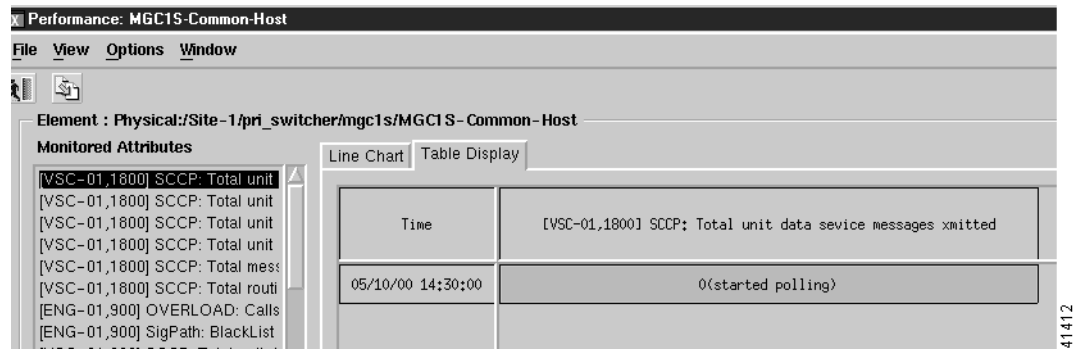 Performance: MGC1S-Common-Host
File View Options Window
Element : Physical:/Site-1/pri_switcher/mgc1s/MGC1S-Common-Host
Monitored Attributes
[VSC-01,1800] SCCP: Total unit
[VSC-01,1800] SCCP: Total unit
[VSC-01,1800] SCCP: Total unit
[VSC-01,1800] SCCP: Total unit
[VSC-01,1800] SCCP: Total mess
[VSC-01,1800] SCCP: Total routi
[ENG-01,900] OVERLOAD: Calls
[ENG-01,900] SigPath: BlackList
Line Chart Table Display
Time [VSC-01,1800] SCCP: Total unit data sevice messages xmitted
05/10/00 14:30:00 0(started polling)
41412